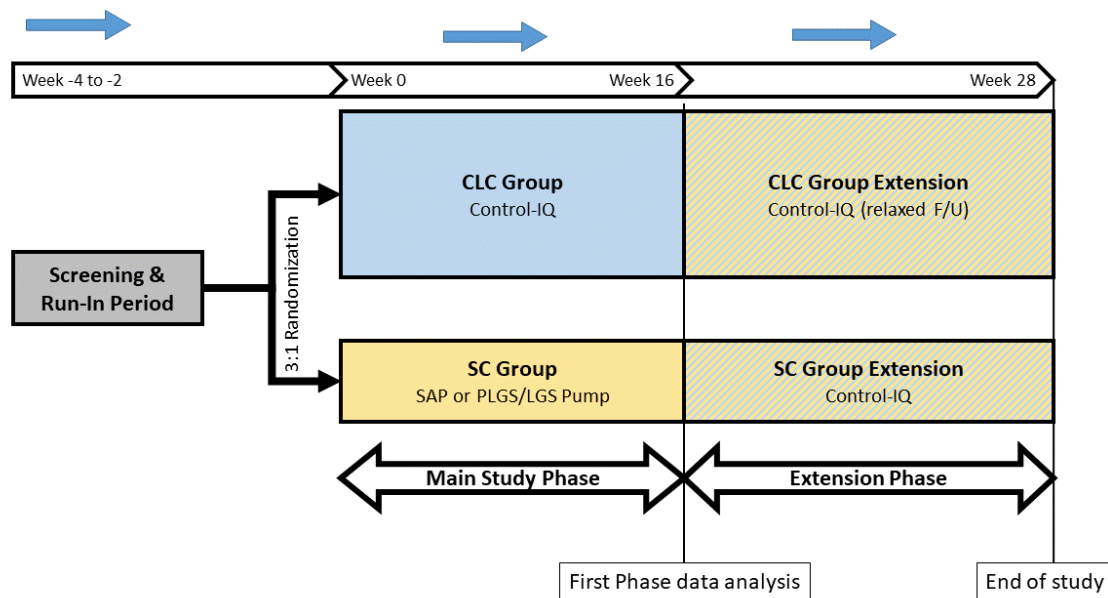 Week -4 to -2
Week 0
Week 16
Week 28
CLC Group
Control-IQ
CLC Group Extension
Control-IQ (relaxed F/U)
Screening &
Run-In Period
3:1 Randomization
SC Group
SAP or PLGS/LGS Pump
SC Group Extension
Control-IQ
Main Study Phase
Extension Phase
First Phase data analysis
End of study